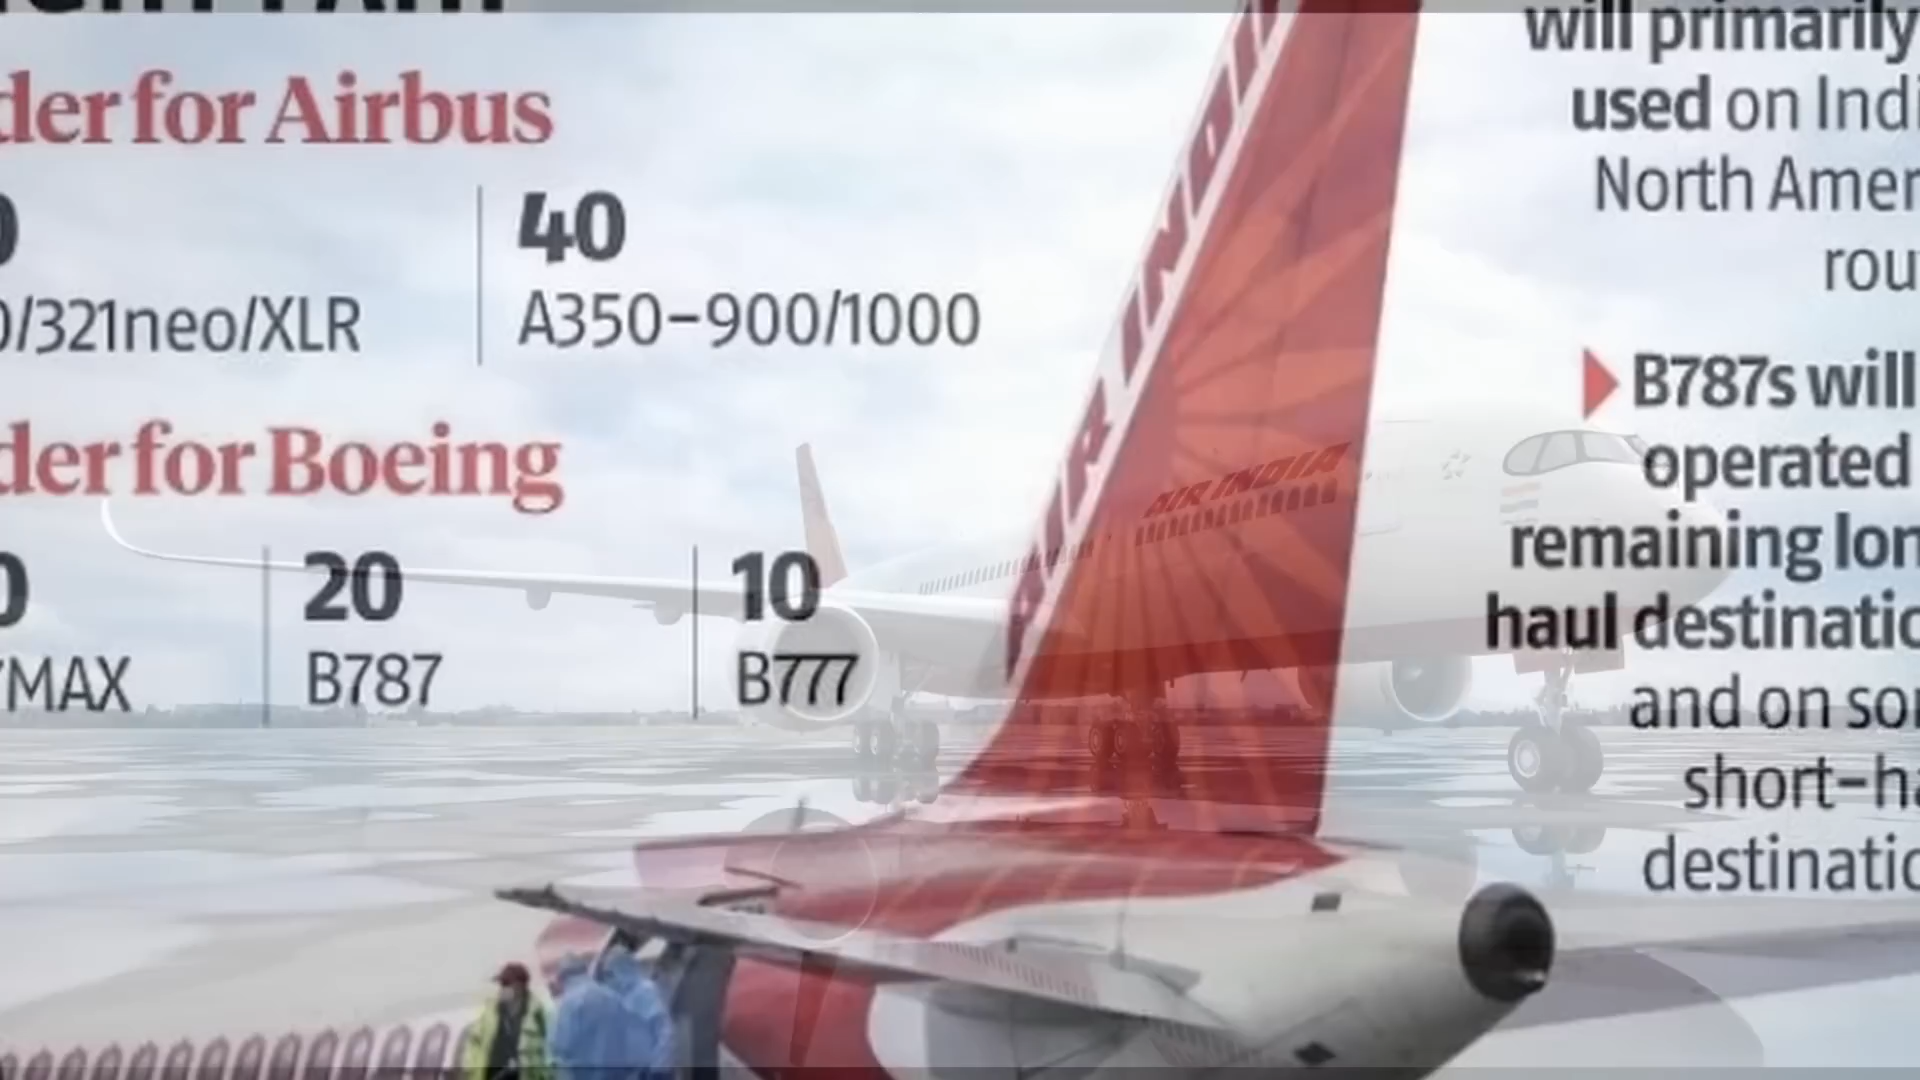 der for Airbus
40
0/321neo/XLR
A350-900/1000
der for Boeing
0
20
10
MAX
B787
B777
AIR INDIA
AIR INDIA
will primarily
used on Indi
North Amer
rou
B787s will
operated
remaining lon
haul destinatio
and on so
short-ha
destinatio